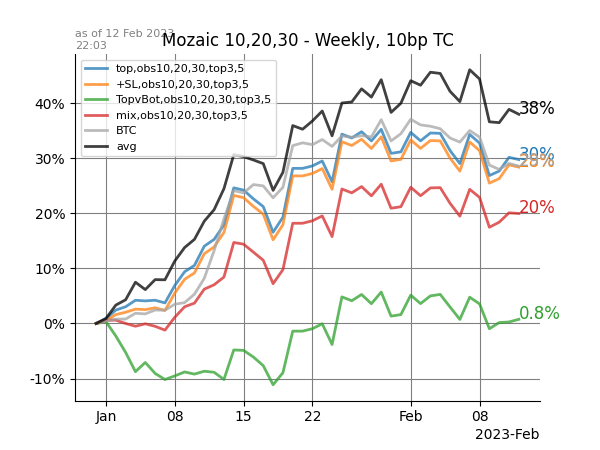 as of 12 Feb 2023
22:03
Mozaic 10,20,30 - Weekly, 10bp TC
top,obs10,20,30,top3,5
+SL,obs10,20,30,top3,5
TopvBot,obs10,20,30,top3,5
mix,obs10,20,30,top3,5
BTC
avg
40%
30%
20%
10%
0%
-10%
38%
30%
28%
20%
0.8%
Jan
08
15
22
Feb
08
2023-Feb